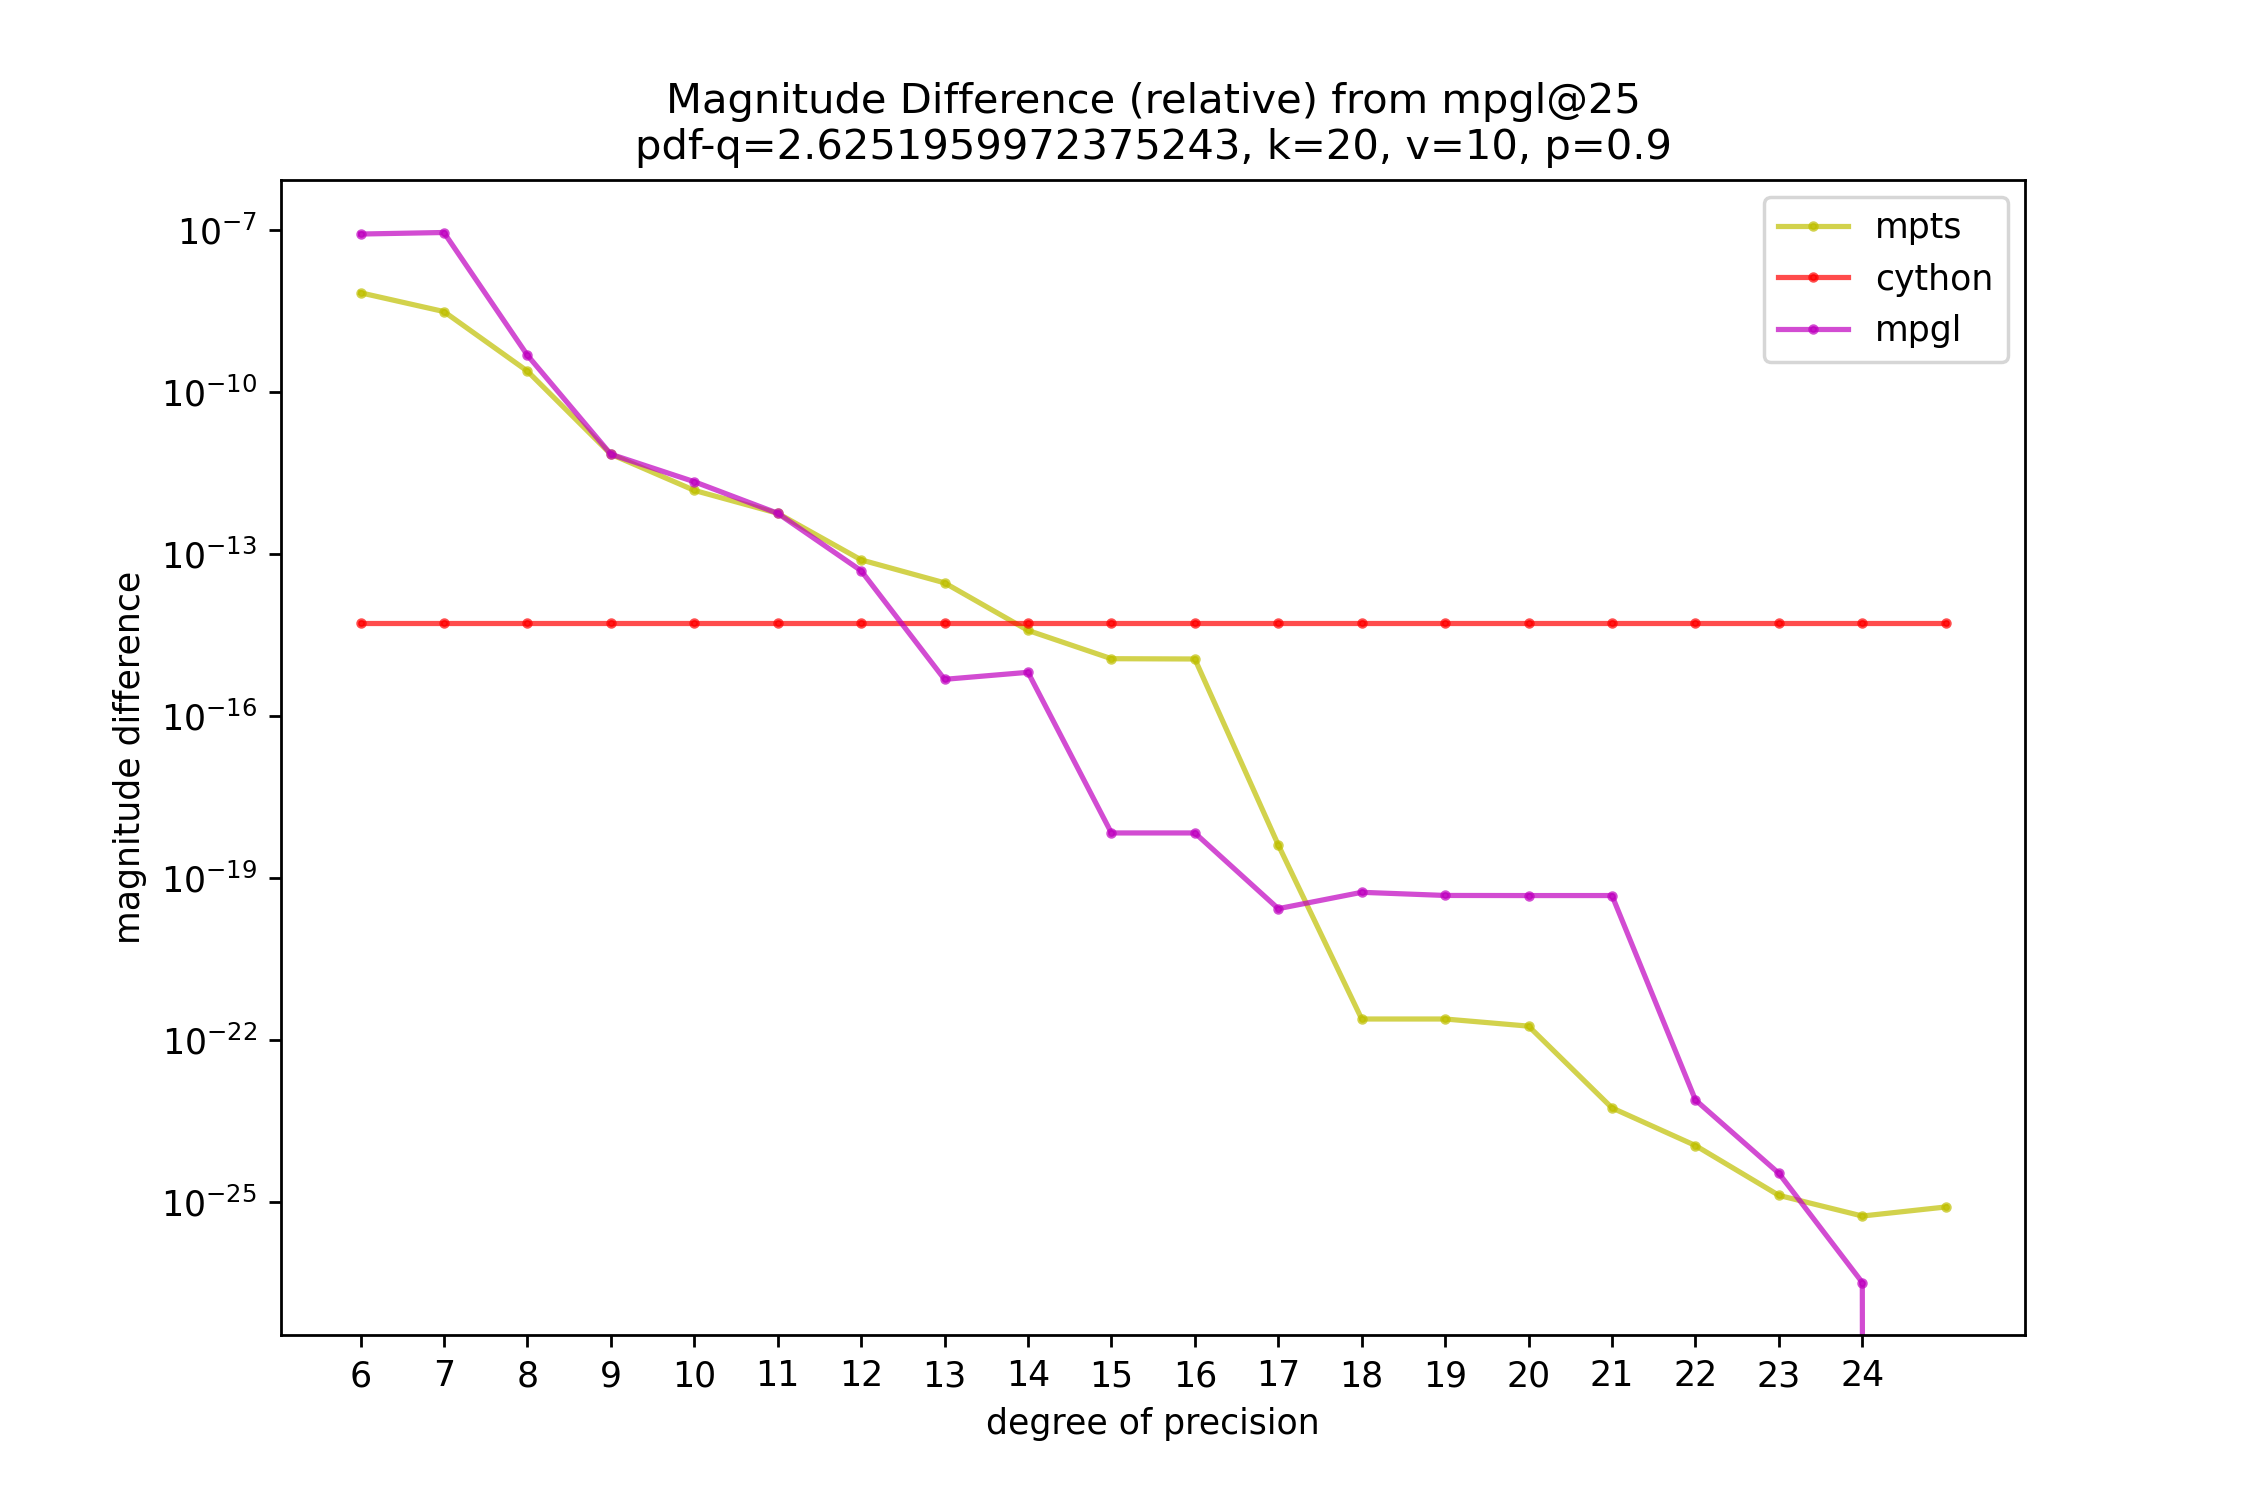 Magnitude Difference (relative) from mpgl@25
pdf-q=2.6251959972375243, k=20, v=10, p=0.9
mpts
cython
mpgl
magnitude difference
10⁻⁷
10⁻¹⁰
10⁻¹³
10⁻¹⁶
10⁻¹⁹
10⁻²²
10⁻²⁵
6 7 8 9 10 11 12 13 14 15 16 17 18 19 20 21 22 23 24
degree of precision